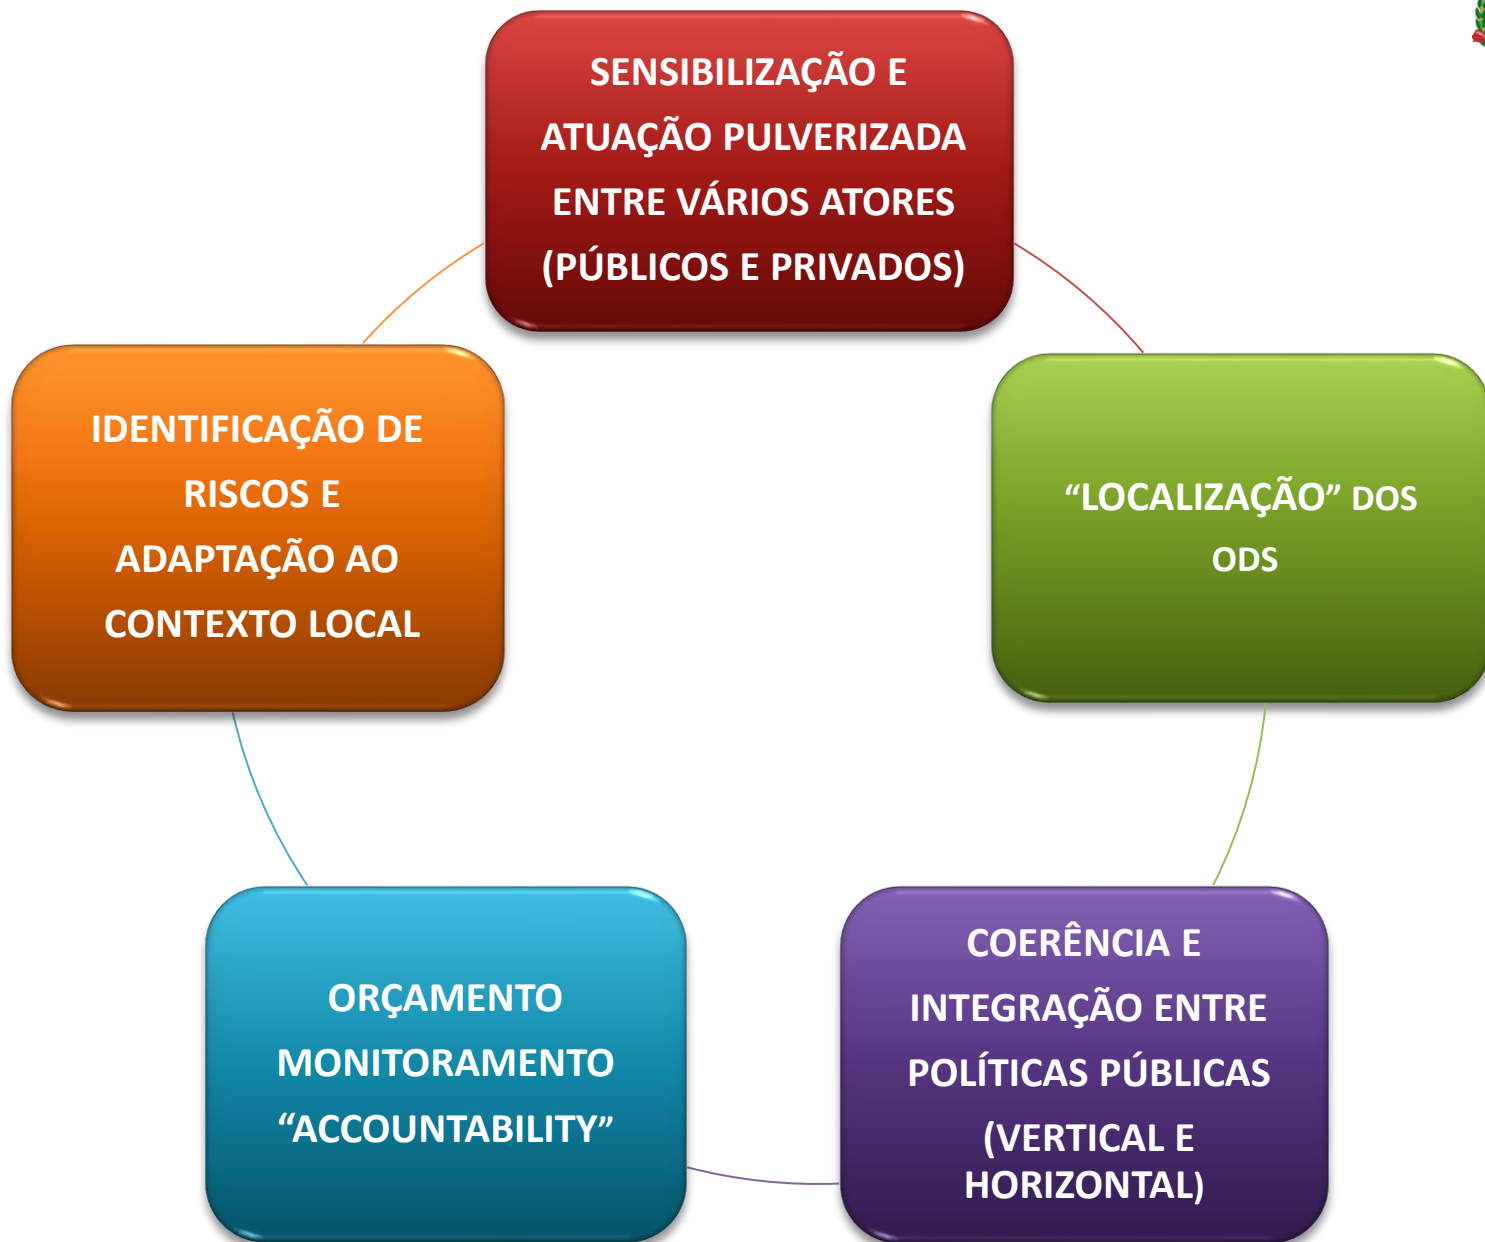 SENSIBILIZAÇÃO E
ATUAÇÃO PULVERIZADA
ENTRE VÁRIOS ATORES
(PÚBLICOS E PRIVADOS)
“LOCALIZAÇÃO” DOS
ODS
COERÊNCIA E
INTEGRAÇÃO ENTRE
POLÍTICAS PÚBLICAS
(VERTICAL E
HORIZONTAL)
ORÇAMENTO
MONITORAMENTO
“ACCOUNTABILITY”
IDENTIFICAÇÃO DE
RISCOS E
ADAPTAÇÃO AO
CONTEXTO LOCAL